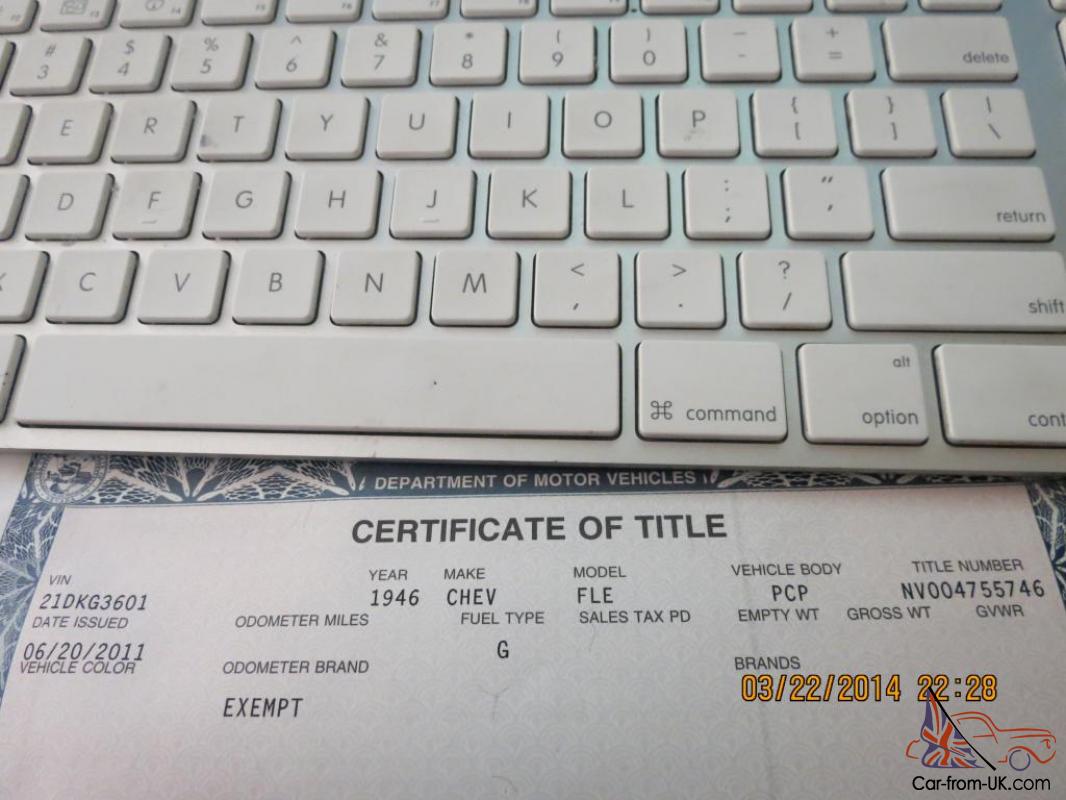 # $ % ^ & * ( ) _ +
3 4 5 6 7 8 9 0 - = delete
E R T Y U I O P { [ } ] | \
D F G H J K L : ; " ' return
C V B N M < , > . ? / shift
⌘ command alt option
DEPARTMENT OF MOTOR VEHICLES
CERTIFICATE OF TITLE
VIN YEAR MAKE MODEL VEHICLE BODY TITLE NUMBER
21DKG3601 1946 CHEV FLE PCP NV004755746
DATE ISSUED ODOMETER MILES FUEL TYPE SALES TAX PD EMPTY WT GROSS WT GVWR
06/20/2011 G
VEHICLE COLOR ODOMETER BRAND BRANDS
EXEMPT
03/22/2014 22:28
Car-from-UK.com